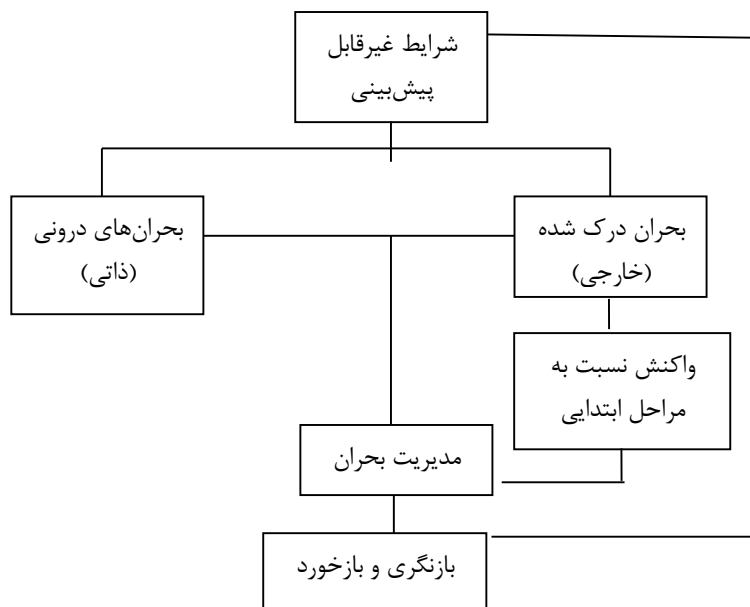 شرایط غیرقابل
پیش‌بینی
بحران درک شده
(خارجی)
بحران‌های درونی
(ذاتی)
واکنش نسبت به
مراحل ابتدایی
مدیریت بحران
بازنگری و بازخورد